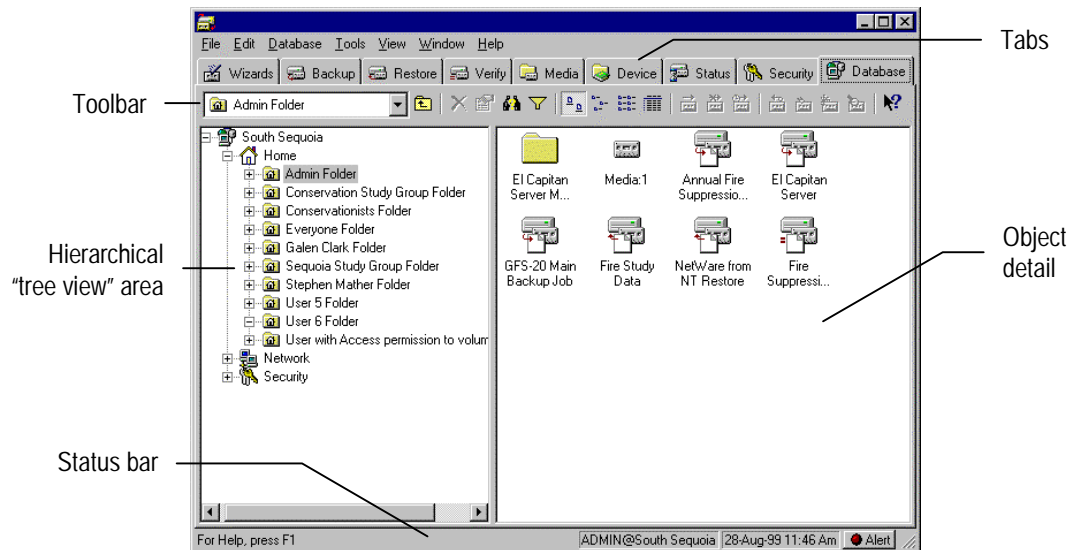 File Edit Database Tools View Window Help
Tabs
Wizards Backup Restore Verify Media Device Status Security Database
Toolbar
Admin Folder
South Sequoia
Home
Admin Folder
Conservation Study Group Folder
Conservationists Folder
Everyone Folder
Galen Clark Folder
Sequoia Study Group Folder
Stephen Mather Folder
User 5 Folder
User 6 Folder
User with Access permission to volum
Network
Security
Hierarchical
“tree view” area
El Capitan
Server M...
Media:1
Annual Fire
Suppressio...
El Capitan
Server
GFS-20 Main
Backup Job
Fire Study
Data
NetWare from
NT Restore
Fire
Suppressi...
Object
detail
Status bar
For Help, press F1
ADMIN@South Sequoia 28-Aug-99 11:46 Am Alert